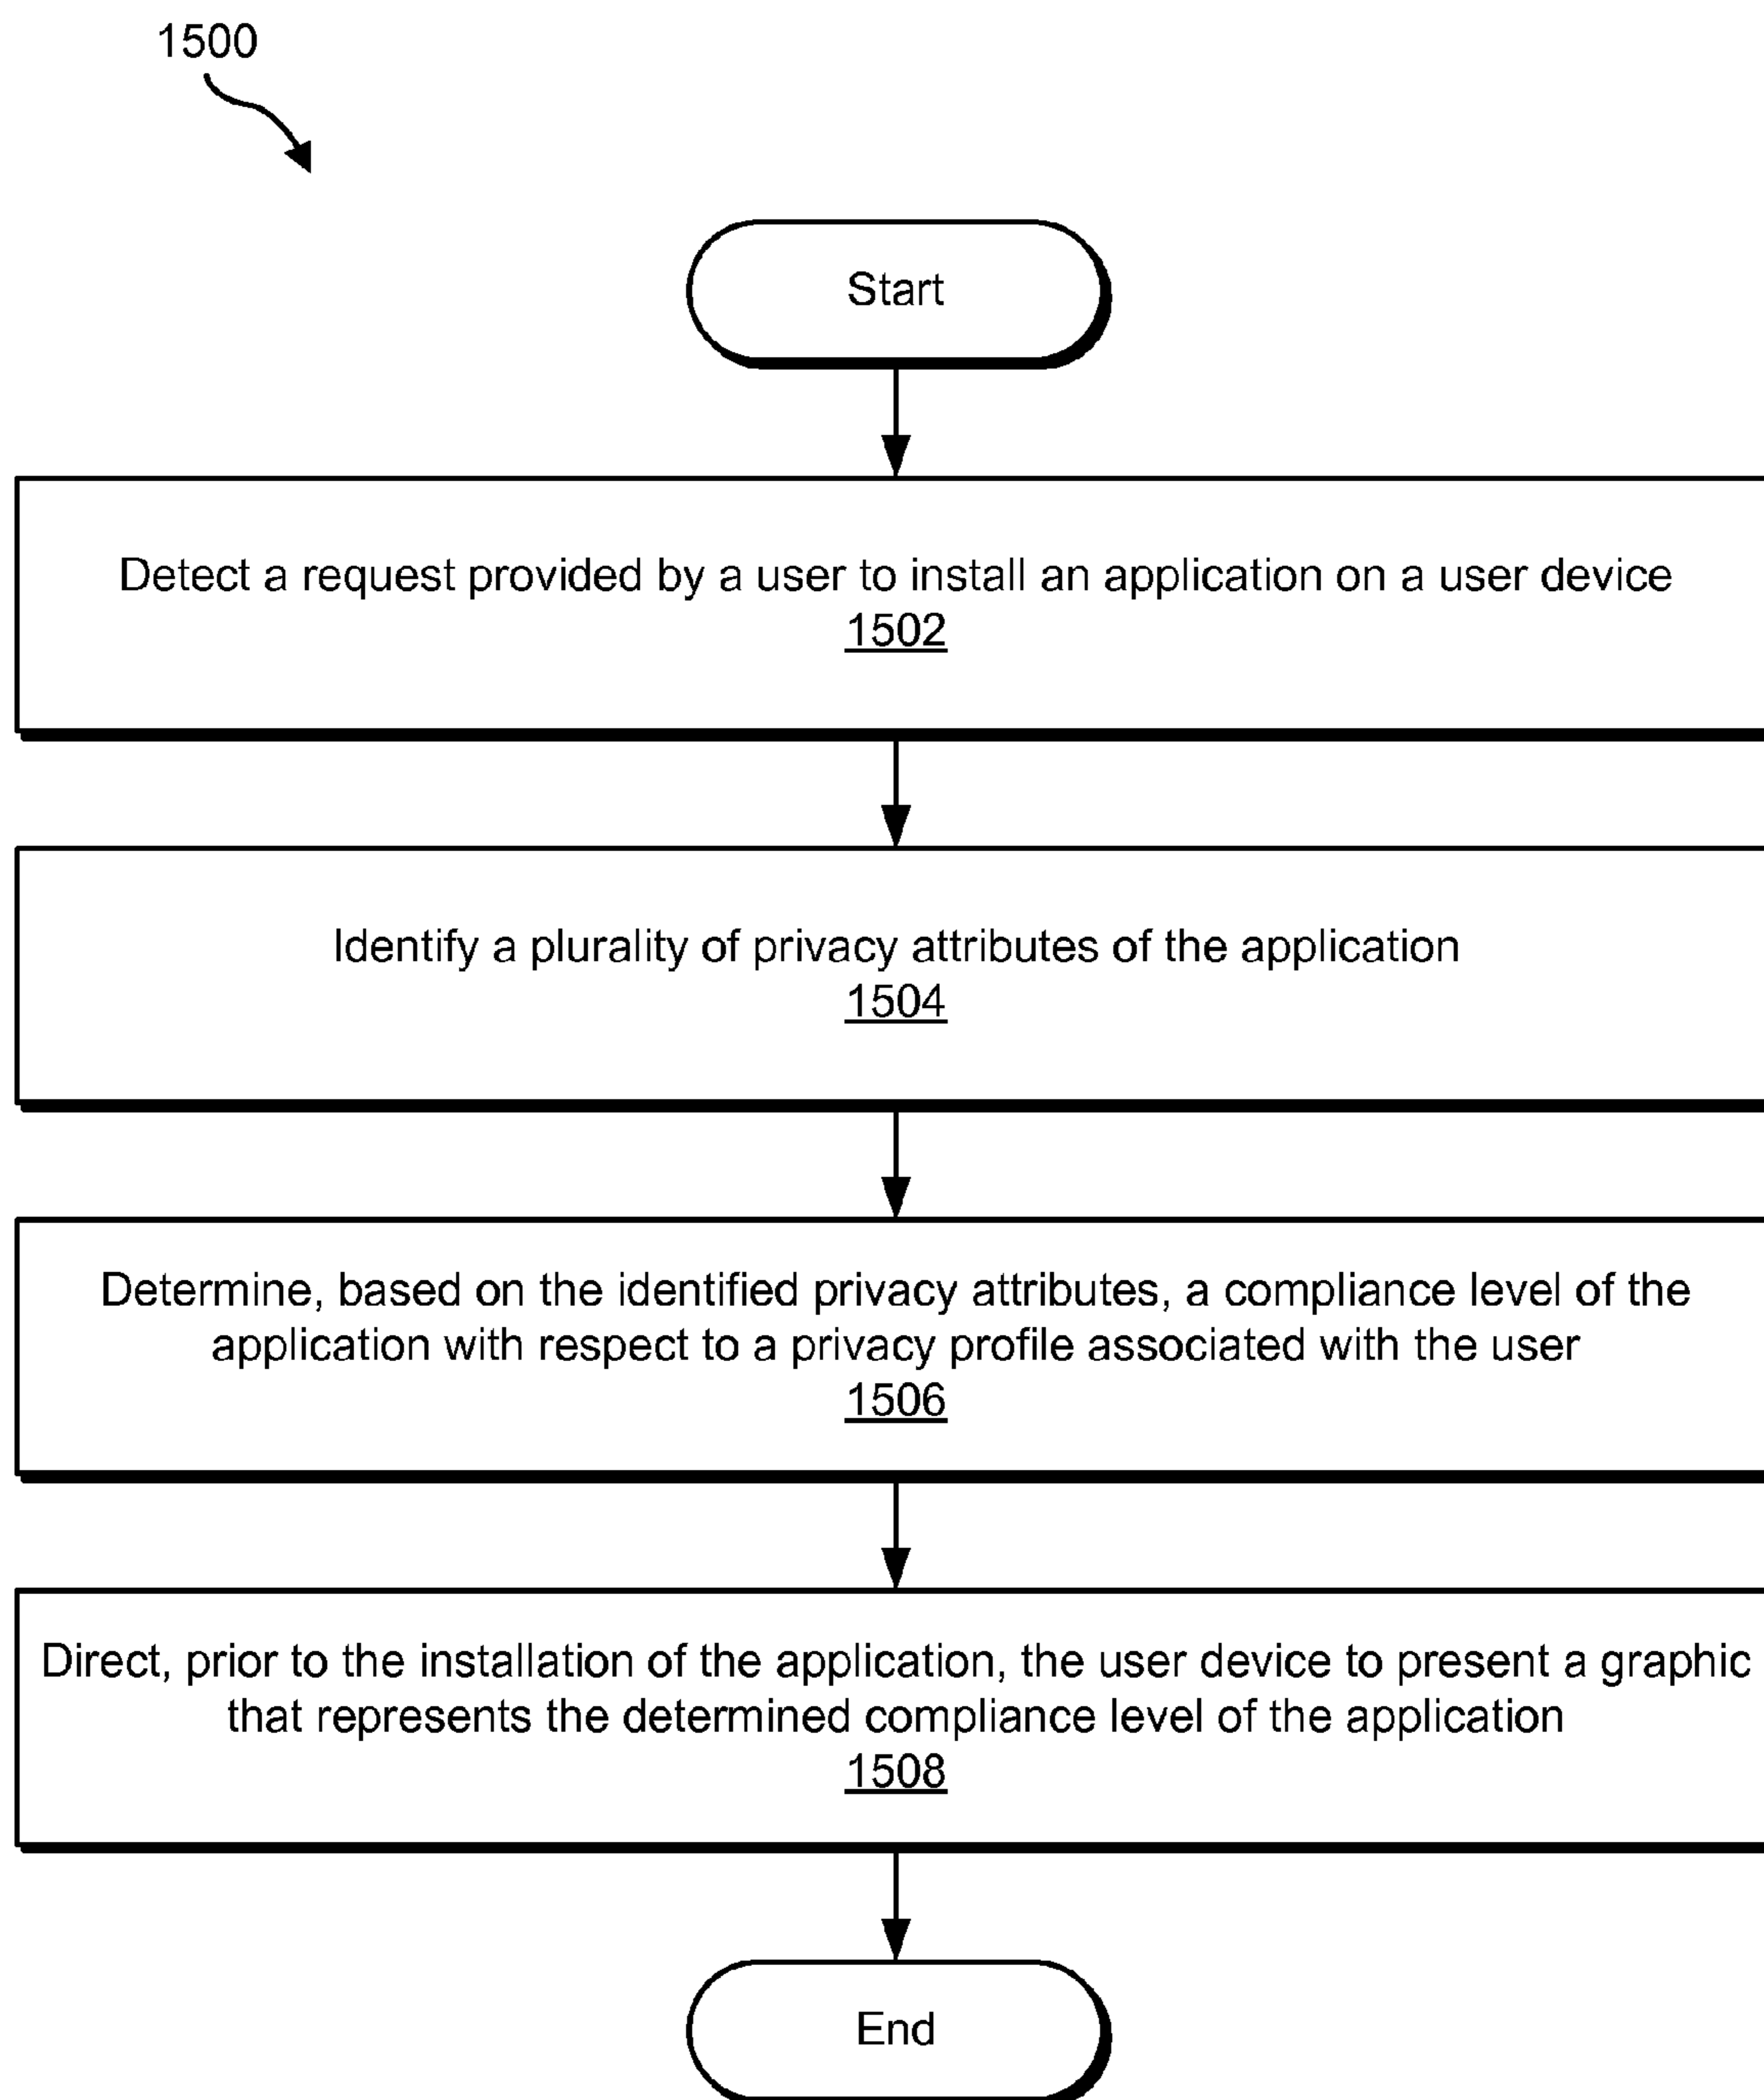 1500
Start
Detect a request provided by a user to install an application on a user device
1502
Identify a plurality of privacy attributes of the application
1504
Determine, based on the identified privacy attributes, a compliance level of the
application with respect to a privacy profile associated with the user
1506
Direct, prior to the installation of the application, the user device to present a graphic
that represents the determined compliance level of the application
1508
End